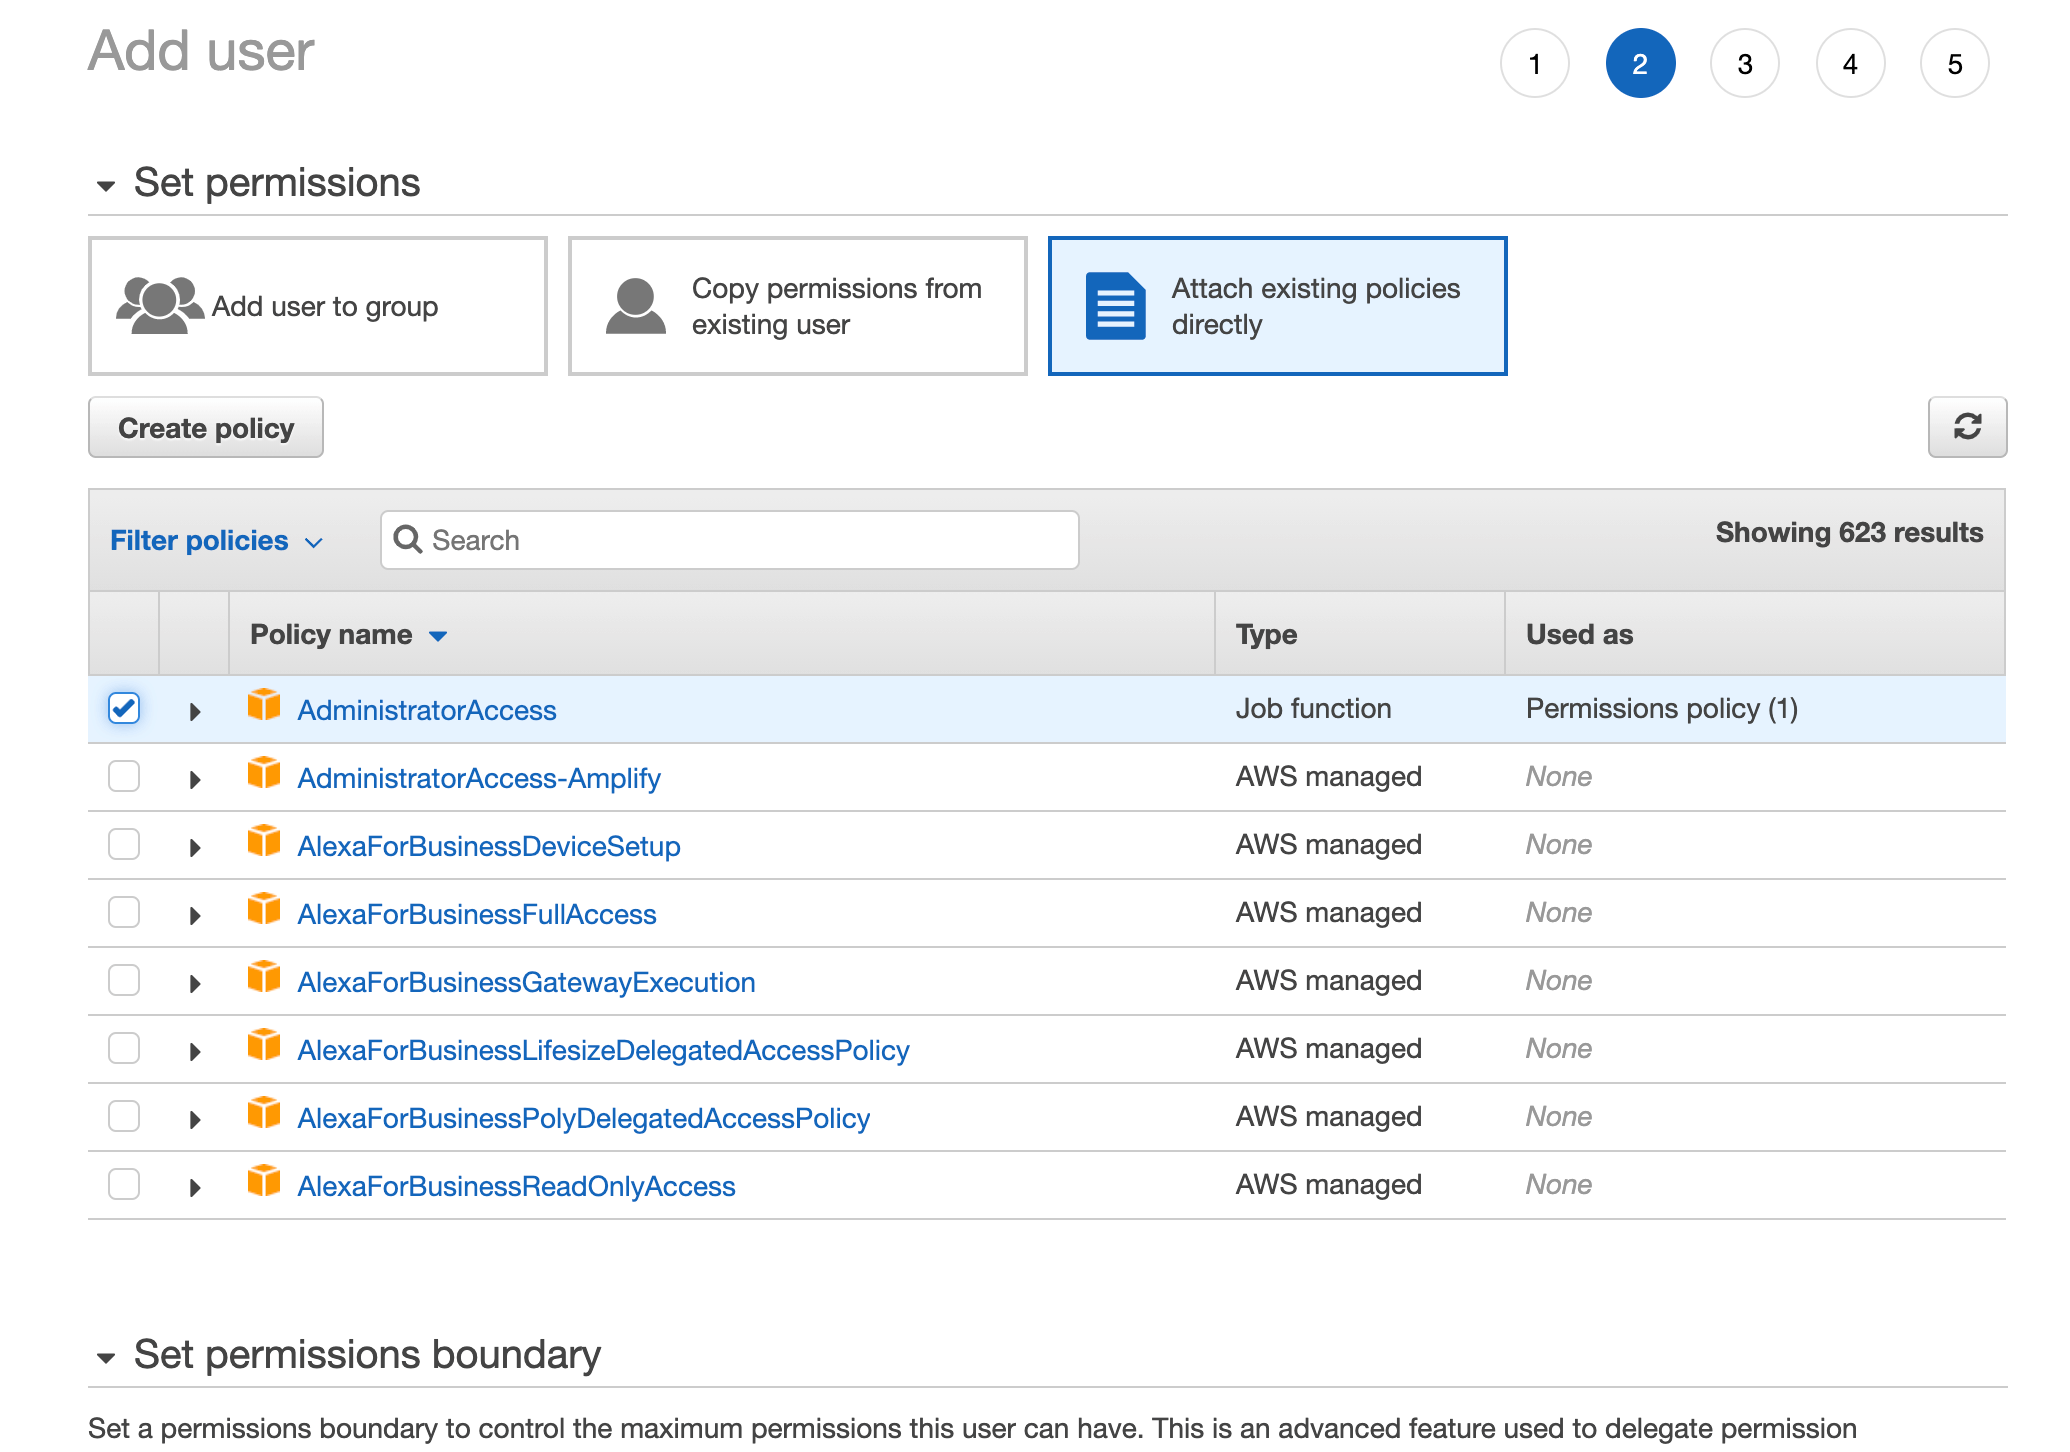 Add user
1 2 3 4 5
Set permissions
Add user to group
Copy permissions from
existing user
Attach existing policies
directly
Create policy
Filter policies
Search
Showing 623 results
Policy name Type Used as
AdministratorAccess Job function Permissions policy (1)
AdministratorAccess-Amplify AWS managed None
AlexaForBusinessDeviceSetup AWS managed None
AlexaForBusinessFullAccess AWS managed None
AlexaForBusinessGatewayExecution AWS managed None
AlexaForBusinessLifesizeDelegatedAccessPolicy AWS managed None
AlexaForBusinessPolyDelegatedAccessPolicy AWS managed None
AlexaForBusinessReadOnlyAccess AWS managed None
Set permissions boundary
Set a permissions boundary to control the maximum permissions this user can have. This is an advanced feature used to delegate permission